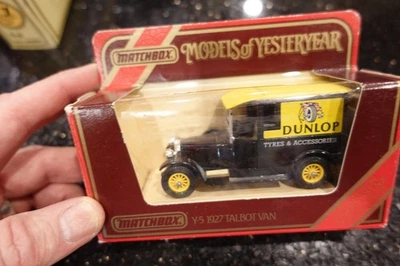 MATCHBOX
MODELS of YESTERYEAR
DUNLOP
TYRES & ACCESSORIES
MATCHBOX
Y-5 1927 TALBOT VAN